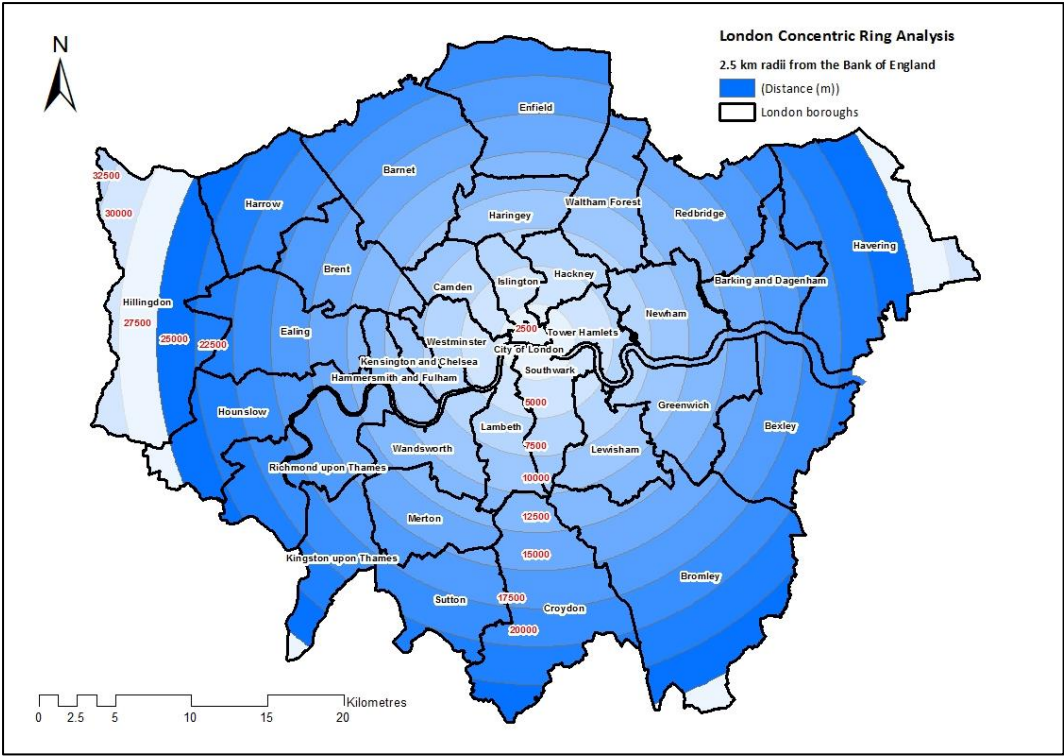 N
London Concentric Ring Analysis
2.5 km radii from the Bank of England
(Distance (m))
London boroughs
Enfield
Barnet
32500
Harrow
30000
Haringey
Waltham Forest
Redbridge
Havering
Brent
Camden
Islington
Hackney
Barking and Dagenham
Hillingdon
27500
25000
22500
Ealing
Newham
2500
Tower Hamlets
Westminster
City of London
Kensington and Chelsea
Southwark
Hammersmith and Fulham
5000
Greenwich
Hounslow
Lambeth
Bexley
7500
Wandsworth
Lewisham
Richmond upon Thames
10000
Merton
12500
15000
Kingston upon Thames
Bromley
Sutton
17500
Croydon
20000
Kilometres
0 2.5 5 10 15 20